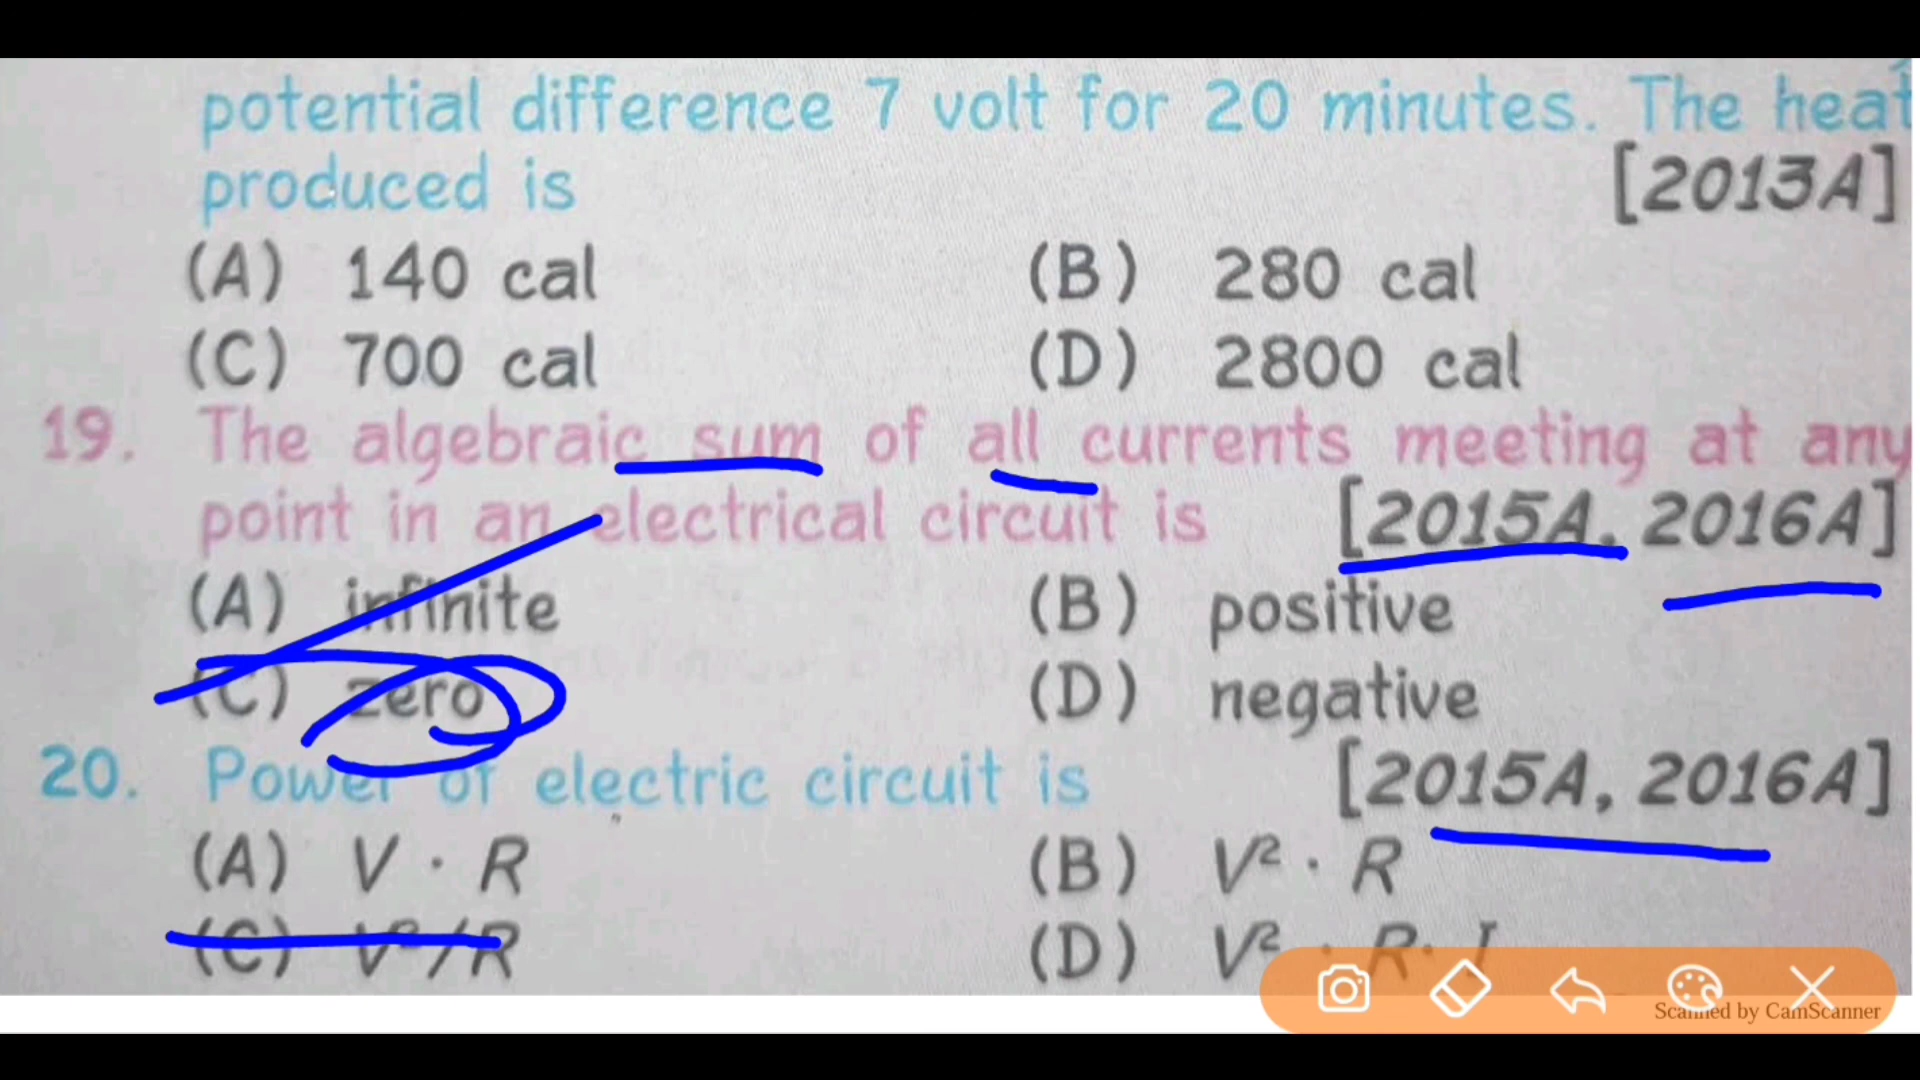 potential difference 7 volt for 20 minutes. The heat
produced is [2013A]
(A) 140 cal (B) 280 cal
(C) 700 cal (D) 2800 cal
19. The algebraic sum of all currents meeting at any
point in an electrical circuit is [2015A, 2016A]
(A) infinite (B) positive
(C) zero (D) negative
20. Power of electric circuit is [2015A, 2016A]
(A) V · R (B) V² · R
(C) V²/R (D) V² · R · I
Scanned by CamScanner